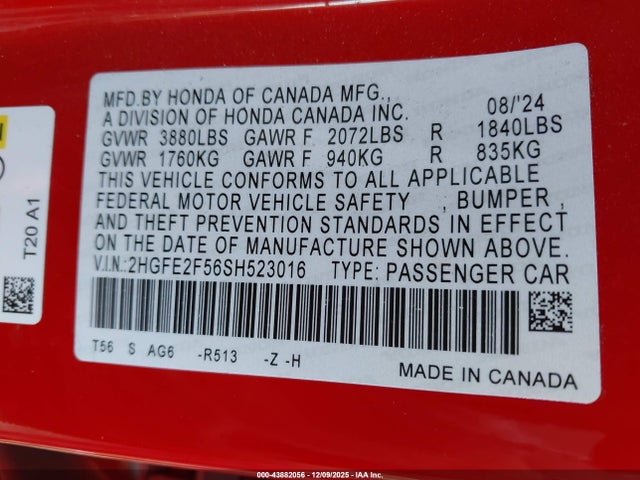 MFD.BY HONDA OF CANADA MFG.,
A DIVISION OF HONDA CANADA INC. 08/'24
GVWR 3880LBS GAWR F 2072LBS R 1840LBS
GVWR 1760KG GAWR F 940KG R 835KG
THIS VEHICLE CONFORMS TO ALL APPLICABLE
FEDERAL MOTOR VEHICLE SAFETY , BUMPER ,
AND THEFT PREVENTION STANDARDS IN EFFECT
ON THE DATE OF MANUFACTURE SHOWN ABOVE.
V.I.N.:2HGFE2F56SH523016 TYPE: PASSENGER CAR
T56 S AG6 -R513 -Z -H
MADE IN CANADA
T20 A1
000-43882056 - 12/09/2025 - IAA Inc.